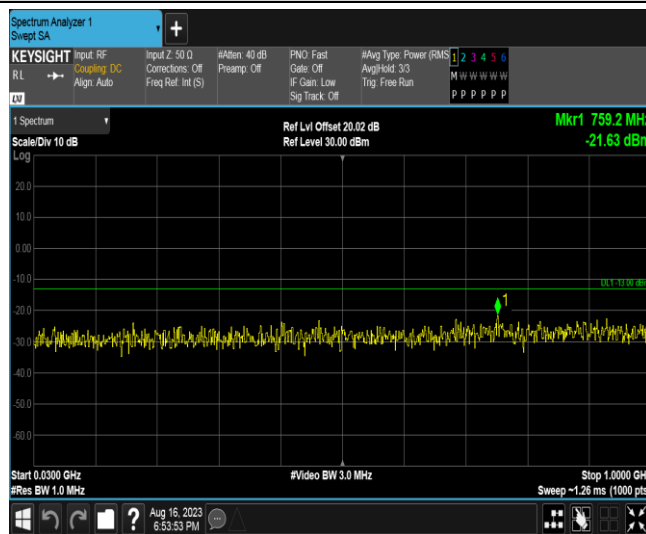 Spectrum Analyzer 1
Swept SA
+
KEYSIGHT
RL
LXI
Input: RF
Coupling: DC
Align: Auto
Input Z: 50 Ω
Corrections: Off
Freq Ref: Int (S)
#Atten: 40 dB
Preamp: Off
PNO: Fast
Gate: Off
IF Gain: Low
Sig Track: Off
#Avg Type: Power (RMS
Avg|Hold: 3/3
Trig: Free Run
1 2 3 4 5 6
M W W W W W
P P P P P P
1 Spectrum
Scale/Div 10 dB
Log
Ref Lvl Offset 20.02 dB
Ref Level 30.00 dBm
Mkr1 759.2 MHz
-21.63 dBm
20.0
10.0
0.00
-10.0
DL1 -13.00 dBm
1
-20.0
-30.0
-40.0
-50.0
-60.0
Start 0.0300 GHz
#Res BW 1.0 MHz
#Video BW 3.0 MHz
Stop 1.0000 GH
Sweep ~1.26 ms (1000 pts
?
Aug 16, 2023
6:53:53 PM